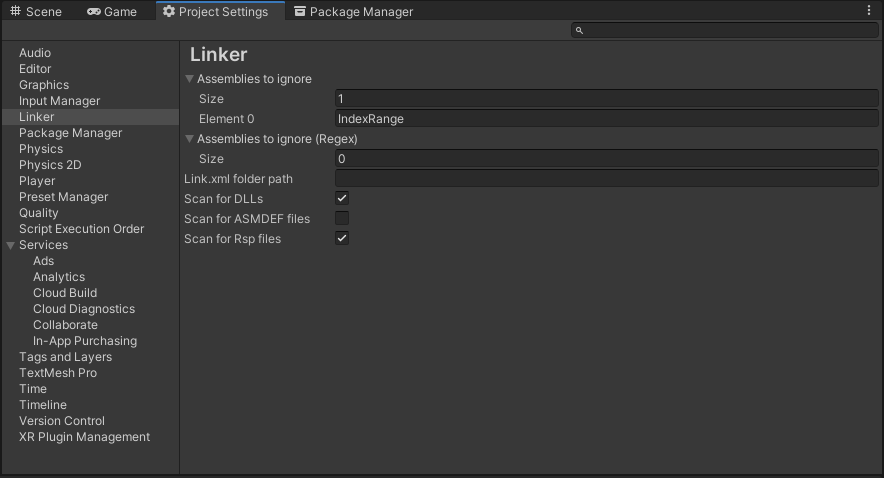 Scene Game Project Settings Package Manager
Audio
Editor
Graphics
Input Manager
Linker
Package Manager
Physics
Physics 2D
Player
Preset Manager
Quality
Script Execution Order
Services
Ads
Analytics
Cloud Build
Cloud Diagnostics
Collaborate
In-App Purchasing
Tags and Layers
TextMesh Pro
Time
Timeline
Version Control
XR Plugin Management
Linker
Assemblies to ignore
Size 1
Element 0 IndexRange
Assemblies to ignore (Regex)
Size 0
Link.xml folder path
Scan for DLLs
Scan for ASMDEF files
Scan for Rsp files